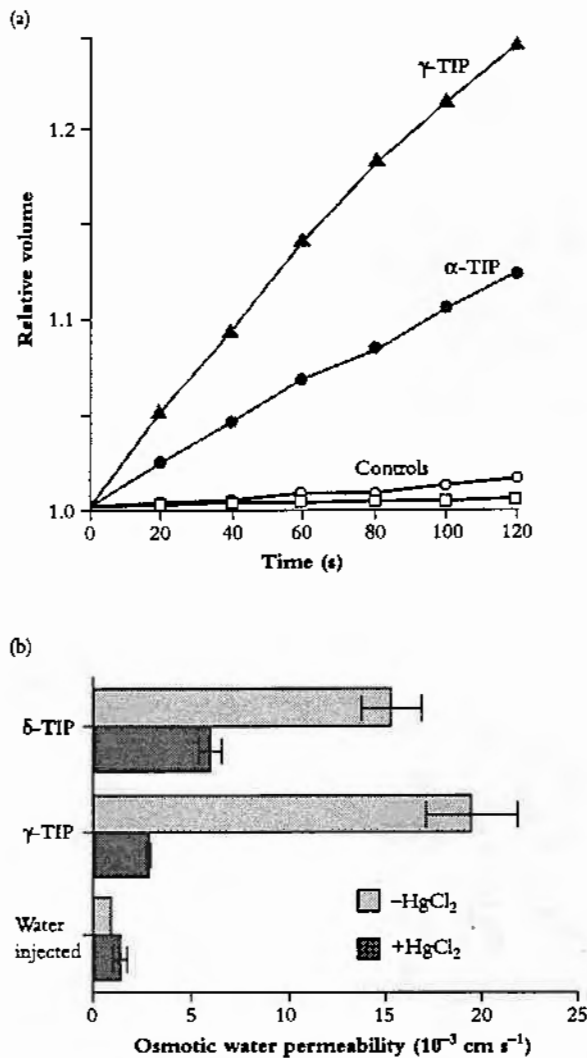 (a)
γ-TIP
1.2
α-TIP
Relative volume
1.1
Controls
1.0
0 20 40 60 80 100 120
Time (s)
(b)
δ-TIP
γ-TIP
Water
injected
–HgCl₂
+HgCl₂
0 5 10 15 20 25
Osmotic water permeability (10⁻³ cm s⁻¹)